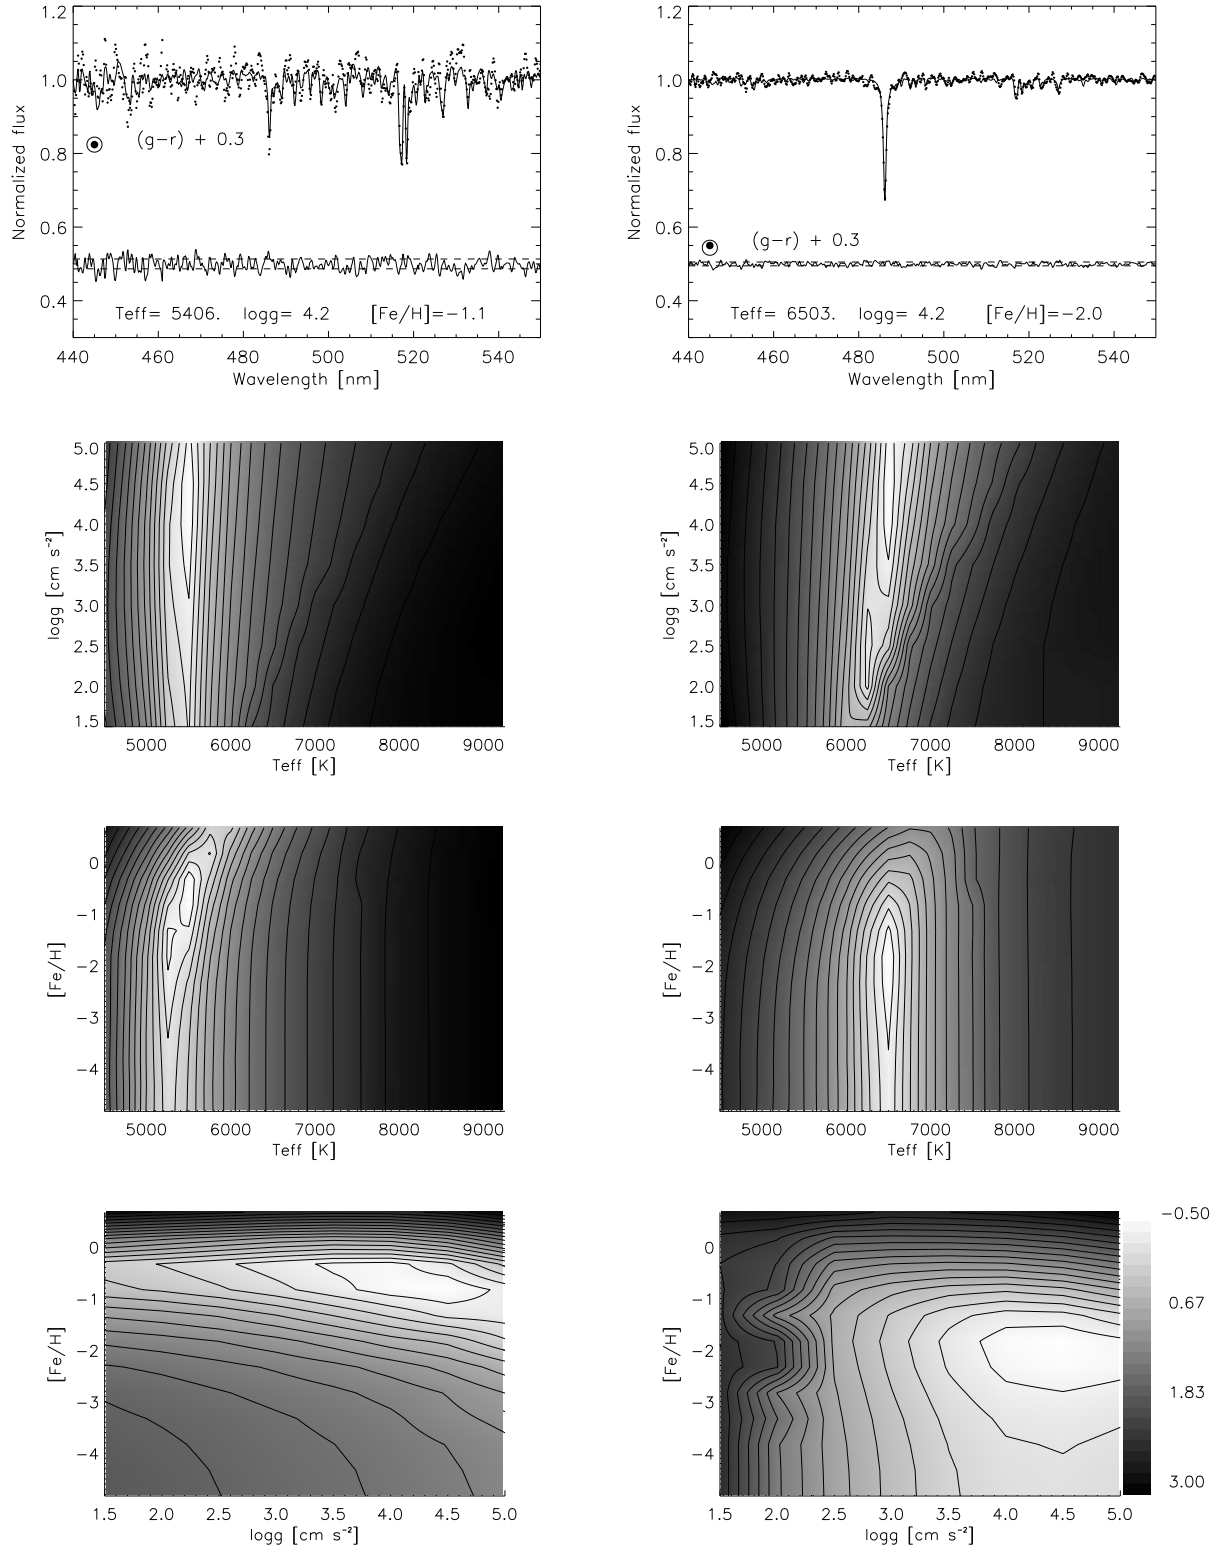 1.2
1.0
0.8
0.6
0.4
Normalized flux
(g-r) + 0.3
Teff= 5406. logg= 4.2 [Fe/H]=-1.1
440 460 480 500 520 540
Wavelength [nm]
1.2
1.0
0.8
0.6
0.4
Normalized flux
(g-r) + 0.3
Teff= 6503. logg= 4.2 [Fe/H]=-2.0
440 460 480 500 520 540
Wavelength [nm]
5.0
4.5
4.0
3.5
3.0
2.5
2.0
1.5
logg [cm s⁻²]
5000 6000 7000 8000 9000
Teff [K]
5.0
4.5
4.0
3.5
3.0
2.5
2.0
1.5
logg [cm s⁻²]
5000 6000 7000 8000 9000
Teff [K]
0
-1
-2
-3
-4
[Fe/H]
5000 6000 7000 8000 9000
Teff [K]
0
-1
-2
-3
-4
[Fe/H]
5000 6000 7000 8000 9000
Teff [K]
0
-1
-2
-3
-4
[Fe/H]
1.5 2.0 2.5 3.0 3.5 4.0 4.5 5.0
logg [cm s⁻²]
0
-1
-2
-3
-4
[Fe/H]
1.5 2.0 2.5 3.0 3.5 4.0 4.5 5.0
logg [cm s⁻²]
-0.50
0.67
1.83
3.00